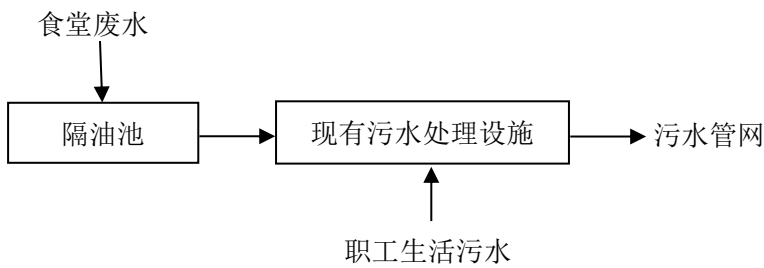 食堂废水
隔油池
现有污水处理设施
污水管网
职工生活污水